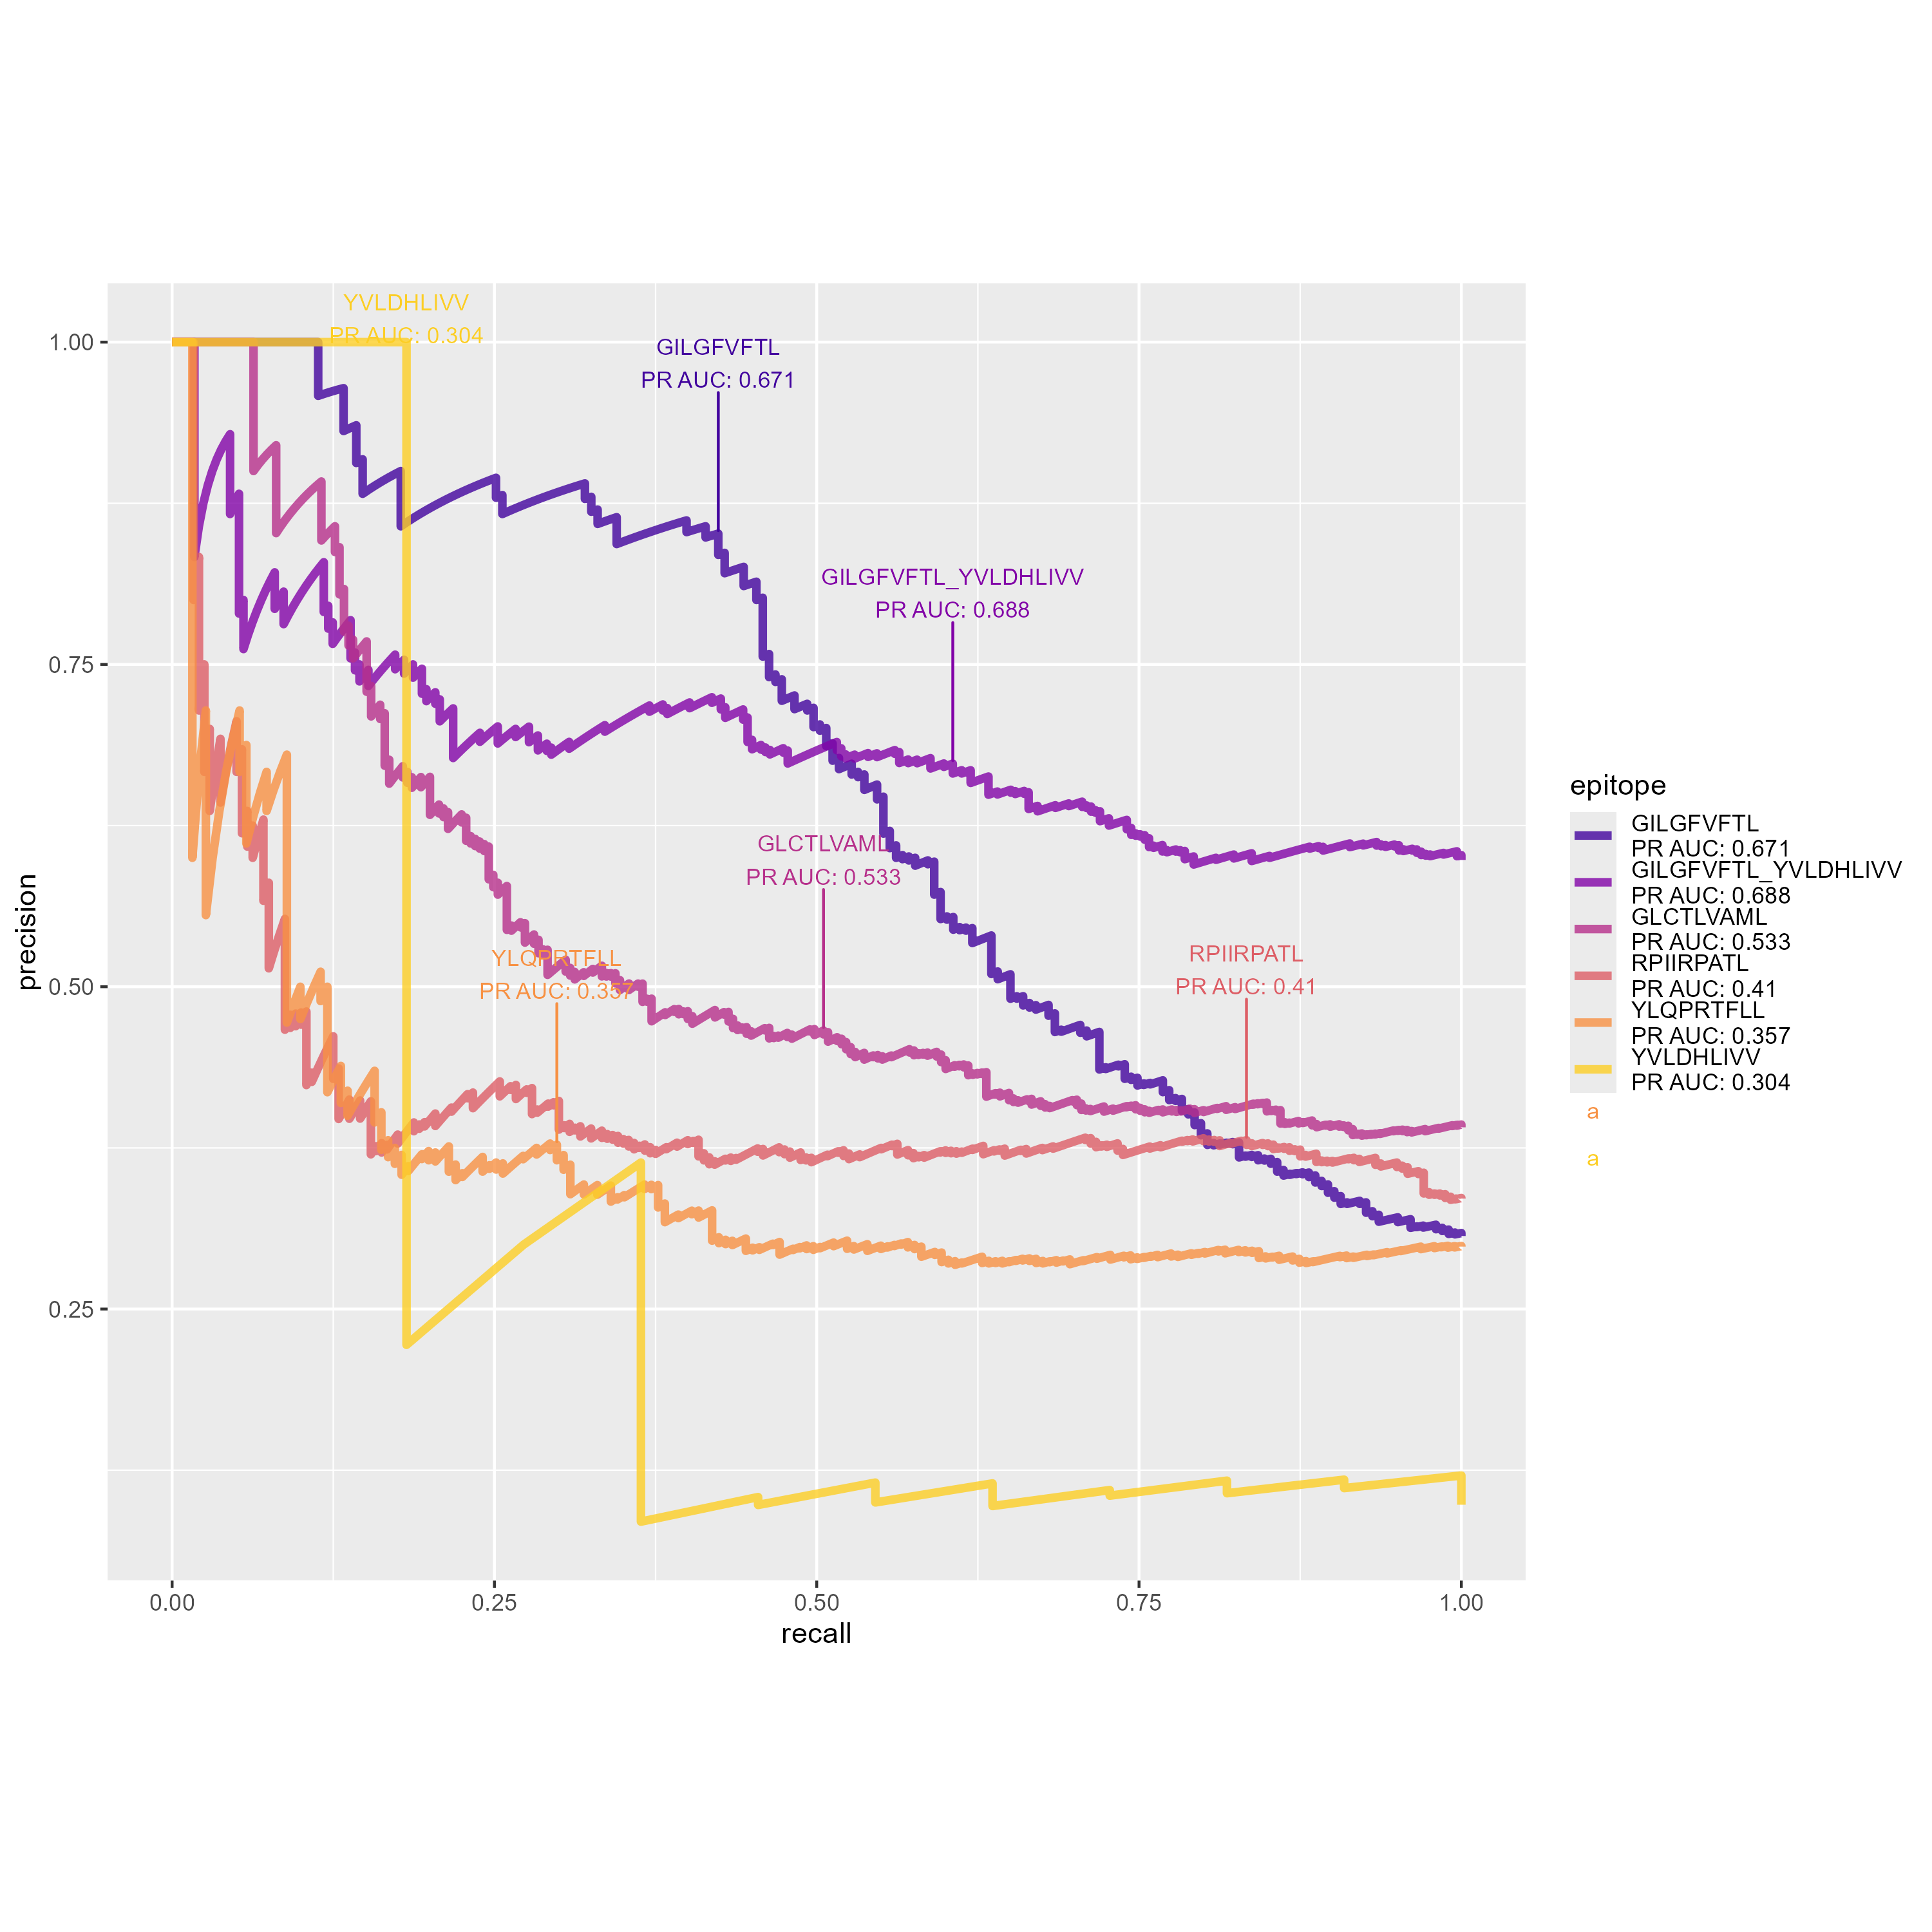 YVLDHLIVV
PR AUC: 0.304
GILGFVFTL
PR AUC: 0.671
GILGFVFTL_YVLDHLIVV
PR AUC: 0.688
GLCTLVAML
PR AUC: 0.533
YLQPRTFLL
PR AUC: 0.357
RPIIRPATL
PR AUC: 0.41
1.00
0.75
0.50
0.25
precision
0.00
0.25
0.50
0.75
1.00
recall
epitope
GILGFVFTL
PR AUC: 0.671
GILGFVFTL_YVLDHLIVV
PR AUC: 0.688
GLCTLVAML
PR AUC: 0.533
RPIIRPATL
PR AUC: 0.41
YLQPRTFLL
PR AUC: 0.357
YVLDHLIVV
PR AUC: 0.304
a
a